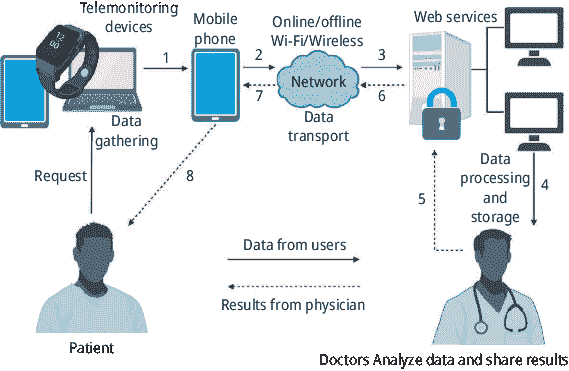 Telemonitoring
devices
Mobile
phone
Online/offline
Wi-Fi/Wireless
Web services
1
2
3
Network
7
6
Data
gathering
Data
transport
Request
8
5
Data
processing
and
storage
4
Data from users
Results from physician
Patient
Doctors Analyze data and share results